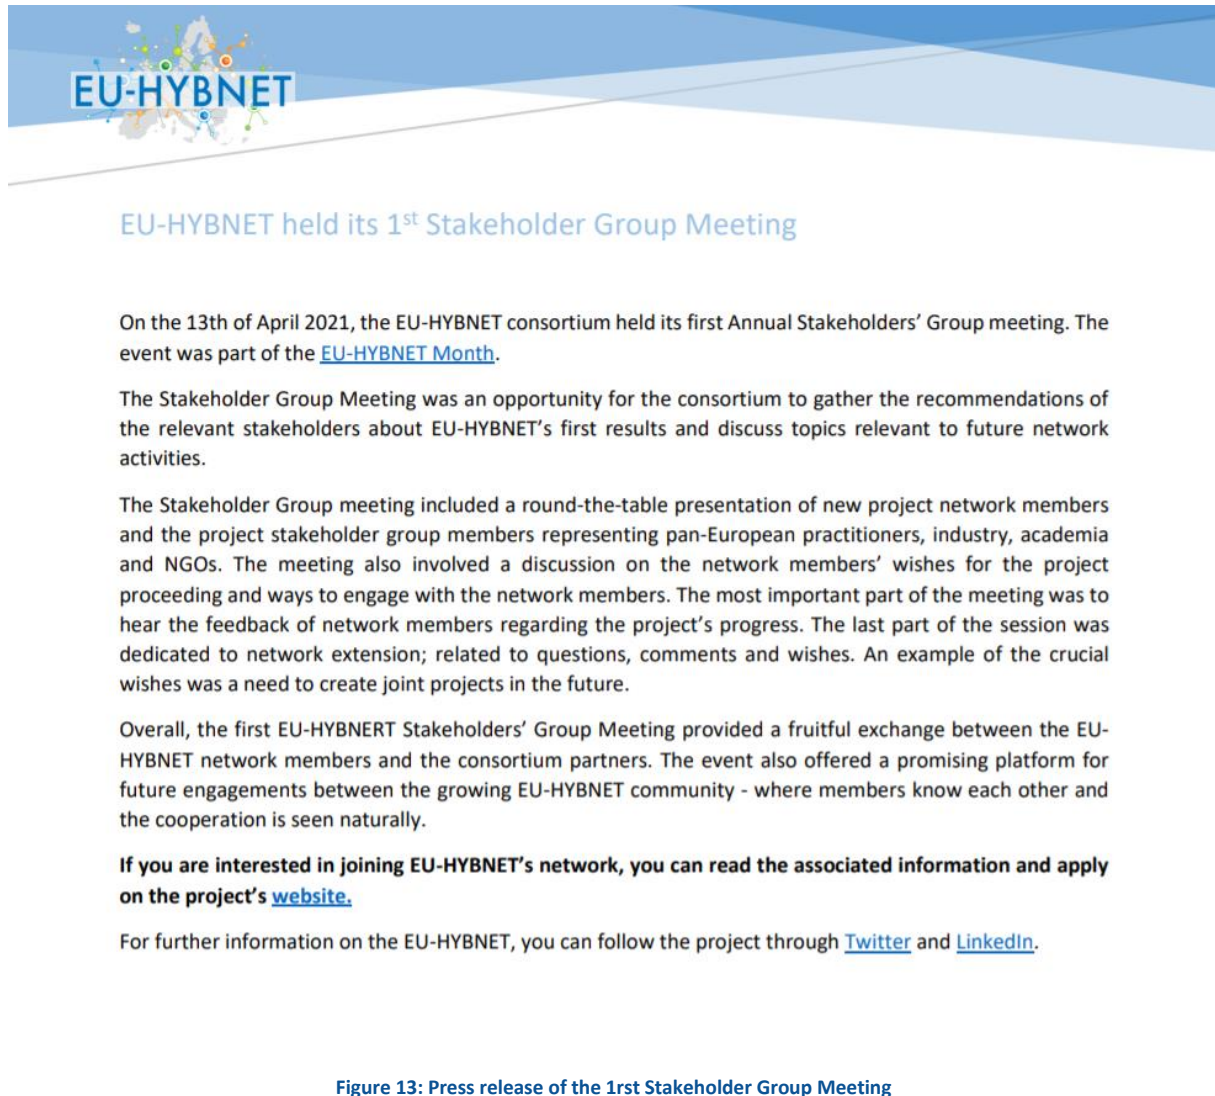 EU-HYBNET
EU-HYBNET held its 1st Stakeholder Group Meeting
On the 13th of April 2021, the EU-HYBNET consortium held its first Annual Stakeholders’ Group meeting. The
event was part of the EU-HYBNET Month.
The Stakeholder Group Meeting was an opportunity for the consortium to gather the recommendations of
the relevant stakeholders about EU-HYBNET’s first results and discuss topics relevant to future network
activities.
The Stakeholder Group meeting included a round-the-table presentation of new project network members
and the project stakeholder group members representing pan-European practitioners, industry, academia
and NGOs. The meeting also involved a discussion on the network members’ wishes for the project
proceeding and ways to engage with the network members. The most important part of the meeting was to
hear the feedback of network members regarding the project’s progress. The last part of the session was
dedicated to network extension; related to questions, comments and wishes. An example of the crucial
wishes was a need to create joint projects in the future.
Overall, the first EU-HYBNERT Stakeholders’ Group Meeting provided a fruitful exchange between the EU-
HYBNET network members and the consortium partners. The event also offered a promising platform for
future engagements between the growing EU-HYBNET community - where members know each other and
the cooperation is seen naturally.
If you are interested in joining EU-HYBNET’s network, you can read the associated information and apply
on the project’s website.
For further information on the EU-HYBNET, you can follow the project through Twitter and LinkedIn.
Figure 13: Press release of the 1rst Stakeholder Group Meeting